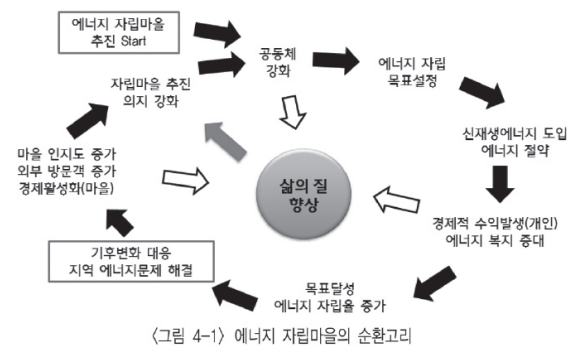 에너지 자립마을
추진 Start
공동체
강화
에너지 자립
목표설정
자립마을 추진
의지 강화
신재생에너지 도입
에너지 절약
마을 인지도 증가
외부 방문객 증가
경제활성화(마을)
삶의 질
향상
경제적 수익발생(개인)
에너지 복지 증대
기후변화 대응
지역 에너지문제 해결
목표달성
에너지 자립율 증가
〈그림 4-1〉 에너지 자립마을의 순환고리